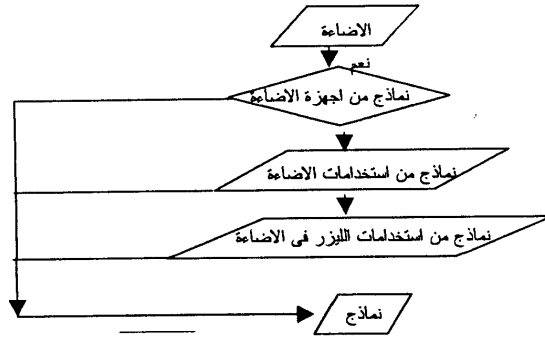 الاضاءة
نعم
نماذج من اجهزة الاضاءة
نماذج من استخدامات الاضاءة
نماذج من استخدامات الليزر فى الاضاءة
نماذج